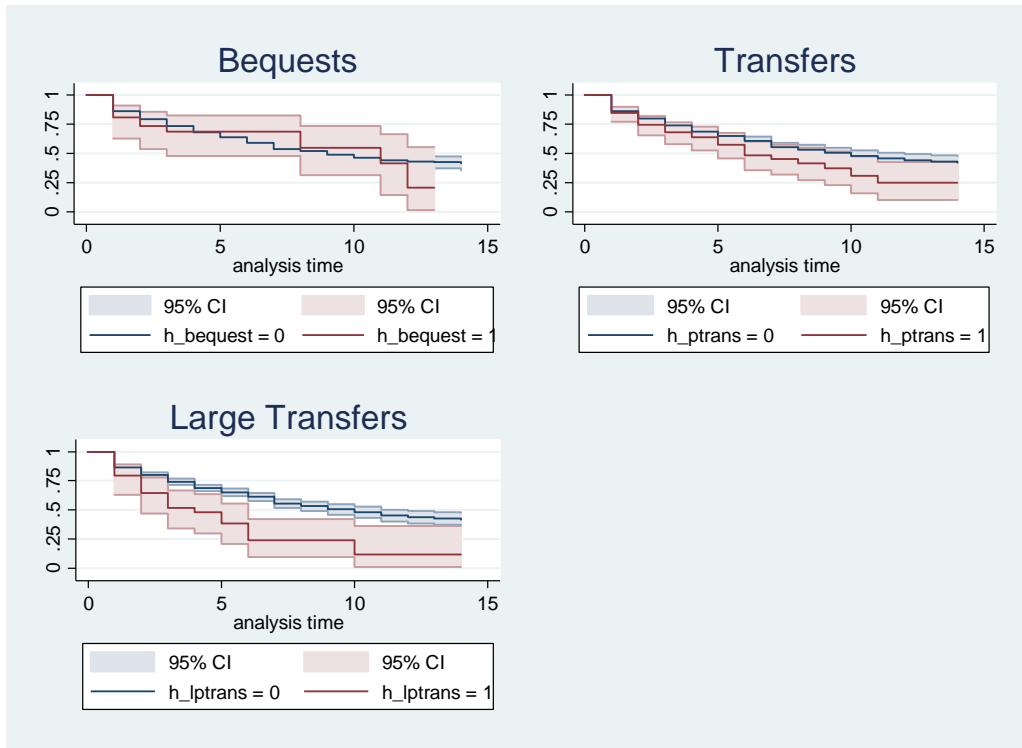 Bequests
1
.75
.5
.25
0
0 5 10 15
analysis time
95% CI 95% CI
h_bequest = 0 h_bequest = 1
Transfers
1
.75
.5
.25
0
0 5 10 15
analysis time
95% CI 95% CI
h_ptrans = 0 h_ptrans = 1
Large Transfers
1
.75
.5
.25
0
0 5 10 15
analysis time
95% CI 95% CI
h_lptrans = 0 h_lptrans = 1